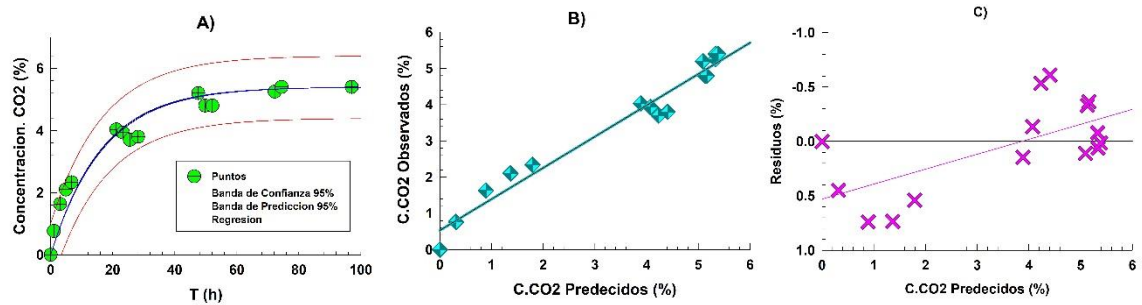 A)
Concentracion. CO2 (%)
6
4
2
0
0 20 40 60 80 100
T (h)
Puntos
Banda de Confianza 95%
Banda de Prediccion 95%
Regresion
B)
C.CO2 Observados (%)
6
5
4
3
2
1
0
0 1 2 3 4 5 6
C.CO2 Predecidos (%)
C)
Residuos (%)
-1.0
-0.5
0.0
0.5
1.0
0 1 2 3 4 5 6
C.CO2 Predecidos (%)